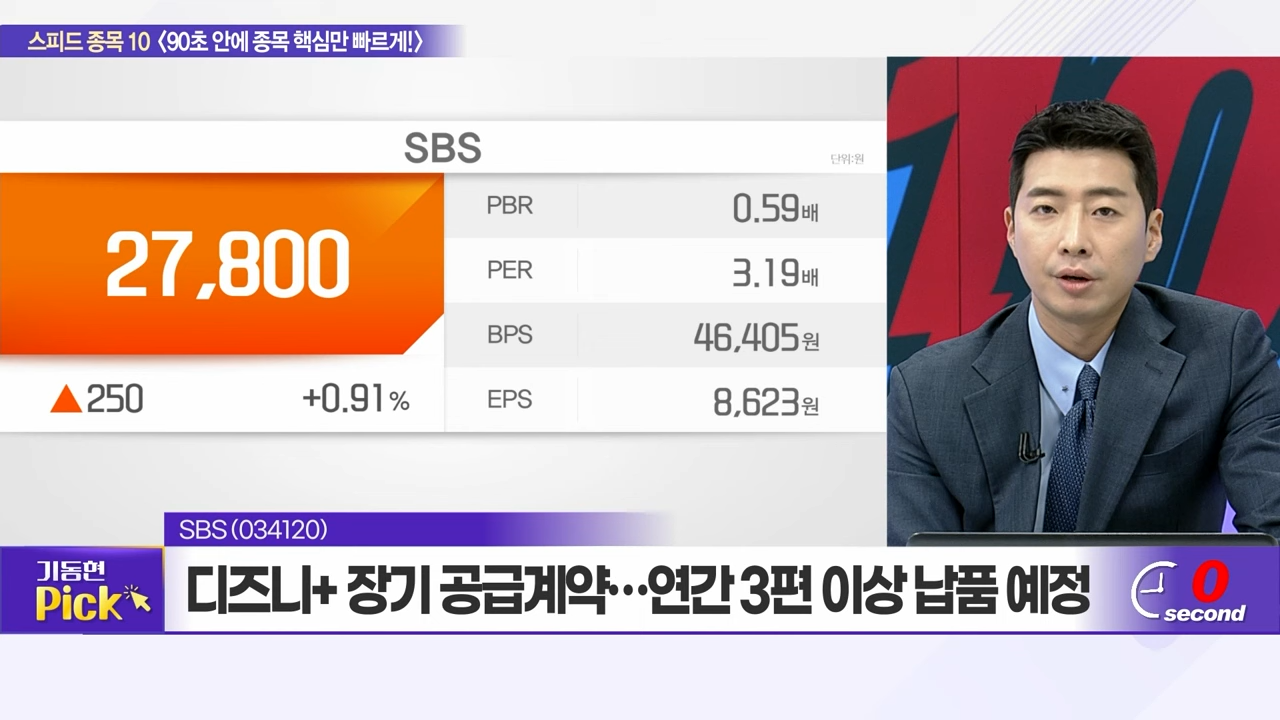 스피드 종목 10 〈90초 안에 종목 핵심만 빠르게!〉
SBS
단위:원
27,800
▲250 +0.91%
PBR 0.59배
PER 3.19배
BPS 46,405원
EPS 8,623원
SBS(034120)
기동현
Pick
디즈니+ 장기 공급계약…연간 3편 이상 납품 예정
0
second